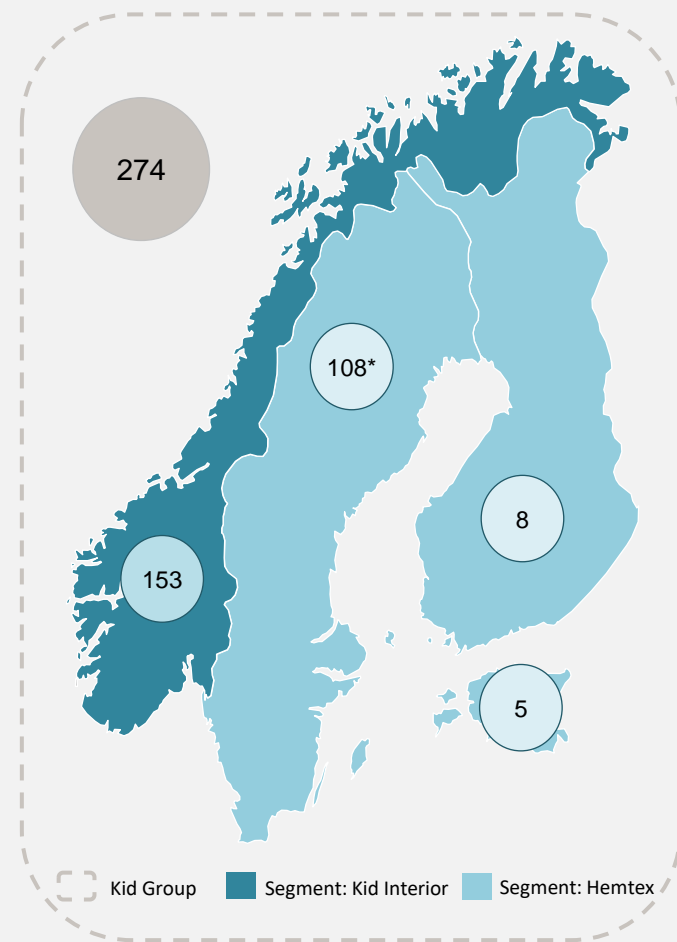 274
108*
8
153
5
Kid Group
Segment: Kid Interior
Segment: Hemtex